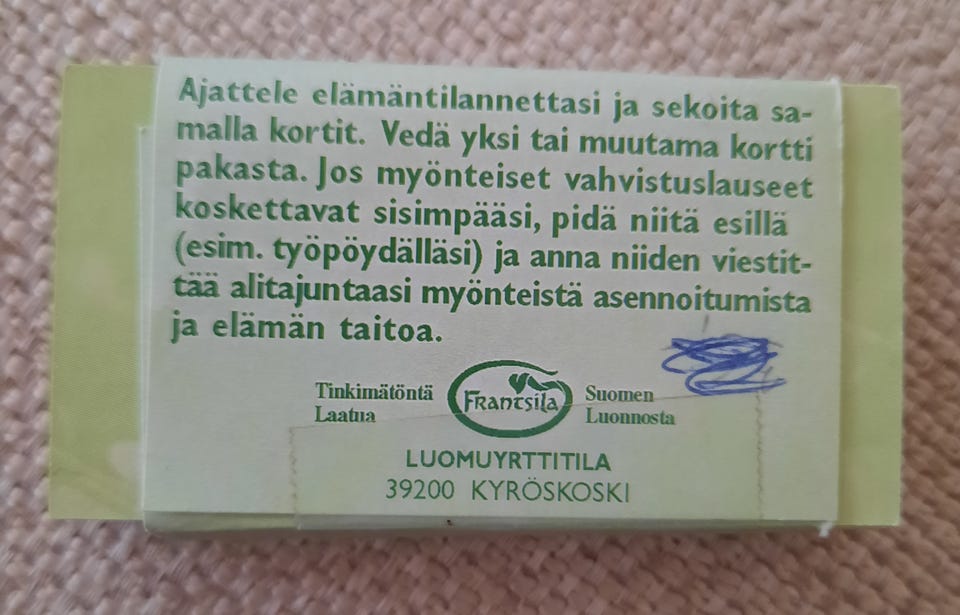 Ajattele elämäntilannettasi ja sekoita sa-
malla kortit. Vedä yksi tai muutama kortti
pakasta. Jos myönteiset vahvistuslauseet
koskettavat sisimpääsi, pidä niitä esillä
(esim. työpöydälläsi) ja anna niiden viestit-
tää alitajuntaasi myönteistä asennoitumista
ja elämän taitoa.
Tinkimätöntä
Laatua
FRANTSILA
Suomen
Luonnosta
LUOMUYRTTITILA
39200 KYRÖSKOSKI